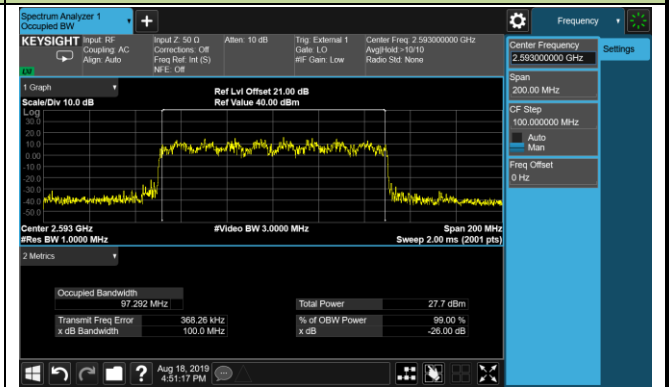 Spectrum Analyzer 1
Occupied BW
Frequency
KEYSIGHT
Input: RF
Coupling: AC
Align: Auto
Input Z: 50 Ω
Corrections: Off
Freq Ref: Int (S)
NFE: Off
Atten: 10 dB
Trig: External 1
Gate: LO
#IF Gain: Low
Center Freq: 2.593000000 GHz
Avg|Hold:>10/10
Radio Std: None
Center Frequency
2.593000000 GHz
Settings
Span
200.00 MHz
CF Step
100.000000 MHz
Auto
Man
Freq Offset
0 Hz
1 Graph
Scale/Div 10.0 dB
Ref Lvl Offset 21.00 dB
Ref Value 40.00 dBm
Log
30.0
20.0
10.0
0.00
-10.0
-20.0
-30.0
-40.0
-50.0
Center 2.593 GHz
#Res BW 1.0000 MHz
#Video BW 3.0000 MHz
Span 200 MHz
Sweep 2.00 ms (2001 pts)
2 Metrics
Occupied Bandwidth
97.292 MHz
Total Power 27.7 dBm
Transmit Freq Error 368.26 kHz
% of OBW Power 99.00 %
x dB Bandwidth 100.0 MHz
x dB -26.00 dB
Aug 18, 2019
4:51:17 PM